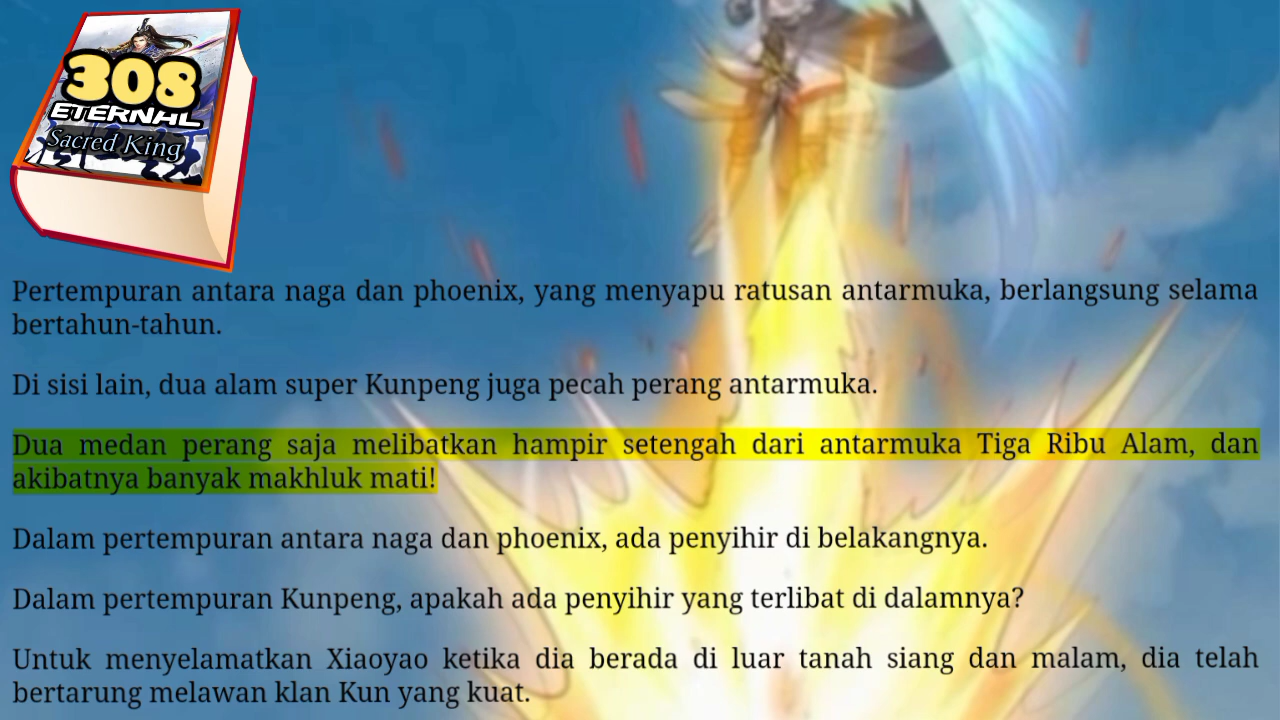 308
ETERNAL
Sacred King
Pertempuran antara naga dan phoenix, yang menyapu ratusan antarmuka, berlangsung selama
bertahun-tahun.
Di sisi lain, dua alam super Kunpeng juga pecah perang antarmuka.
Dua medan perang saja melibatkan hampir setengah dari antarmuka Tiga Ribu Alam, dan
akibatnya banyak makhluk mati!
Dalam pertempuran antara naga dan phoenix, ada penyihir di belakangnya.
Dalam pertempuran Kunpeng, apakah ada penyihir yang terlibat di dalamnya?
Untuk menyelamatkan Xiaoyao ketika dia berada di luar tanah siang dan malam, dia telah
bertarung melawan klan Kun yang kuat.